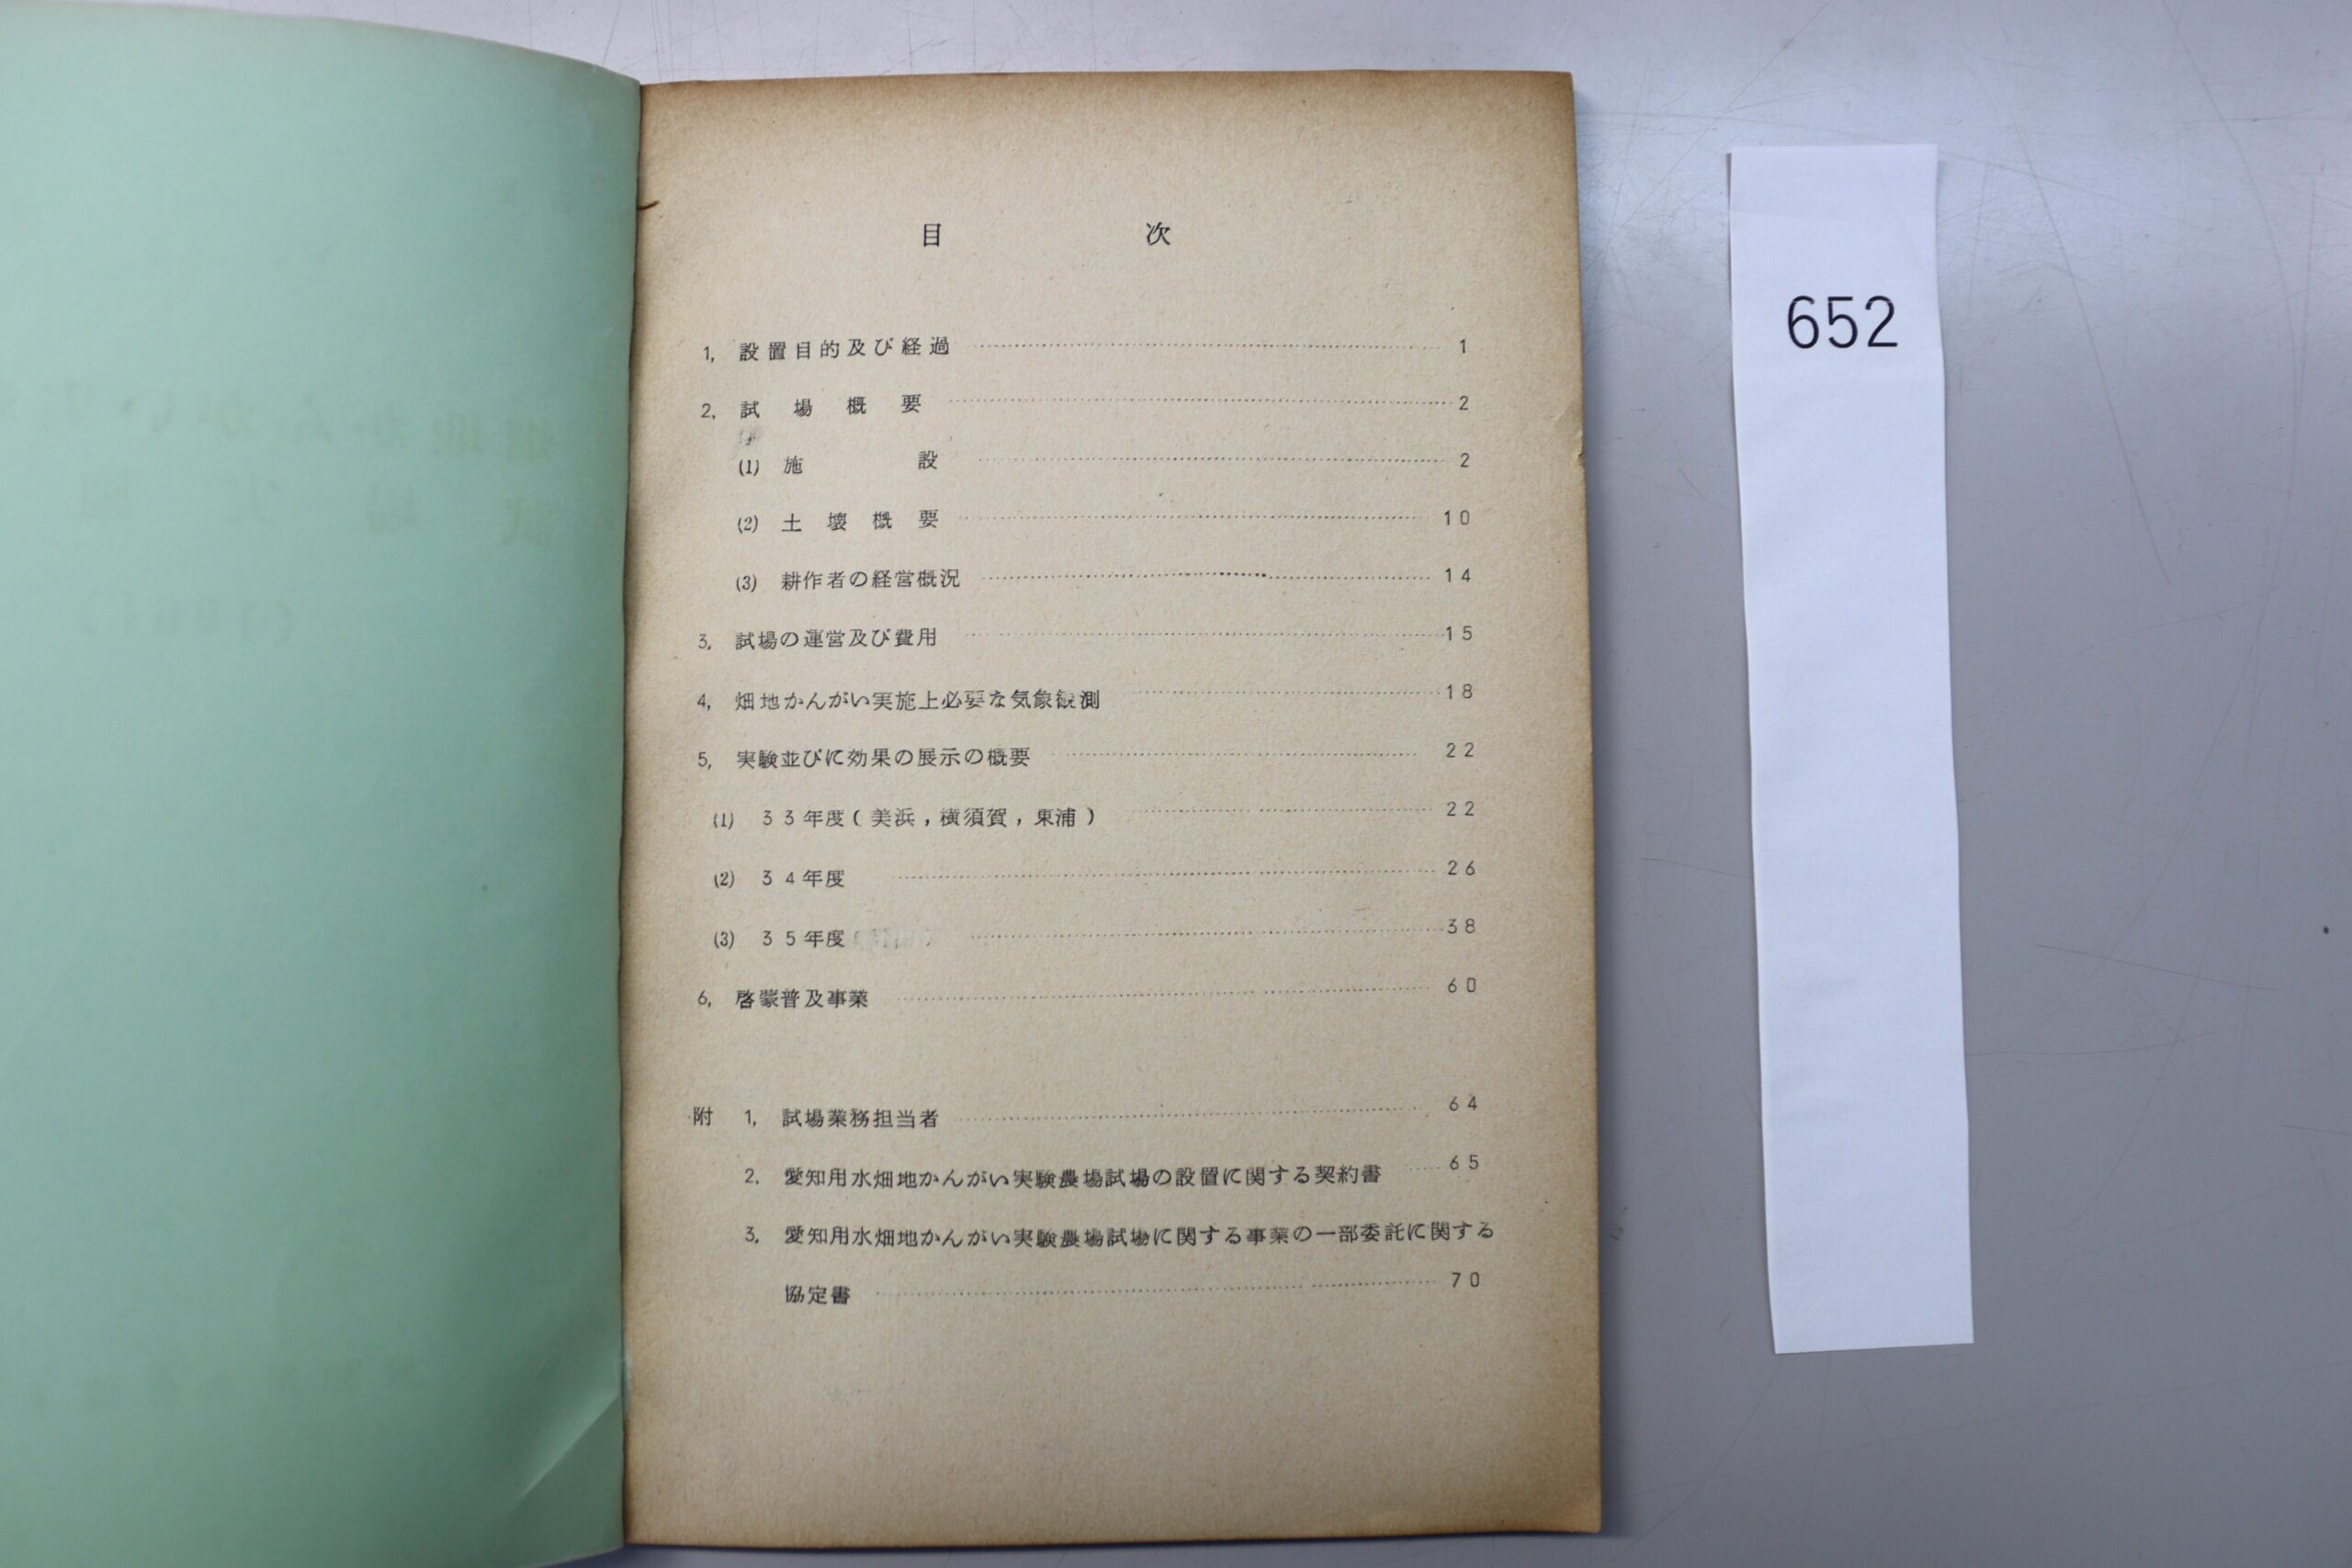 目次
1, 設置目的及び経過 1
2, 試場概要 2
(1) 施設 2
(2) 土壌概要 10
(3) 耕作者の経営概況 14
3, 試場の運営及び費用 15
4, 畑地かんがい実施上必要な気象観測 18
5, 実験並びに効果の展示の概要 22
(1) 33年度(美浜,横須賀,東浦) 22
(2) 34年度 26
(3) 35年度 38
6, 啓蒙普及事業 60
附 1, 試場業務担当者 64
2, 愛知用水畑地かんがい実験農場試場の設置に関する契約書 65
3, 愛知用水畑地かんがい実験農場試場に関する事業の一部委託に関する
協定書 70
652